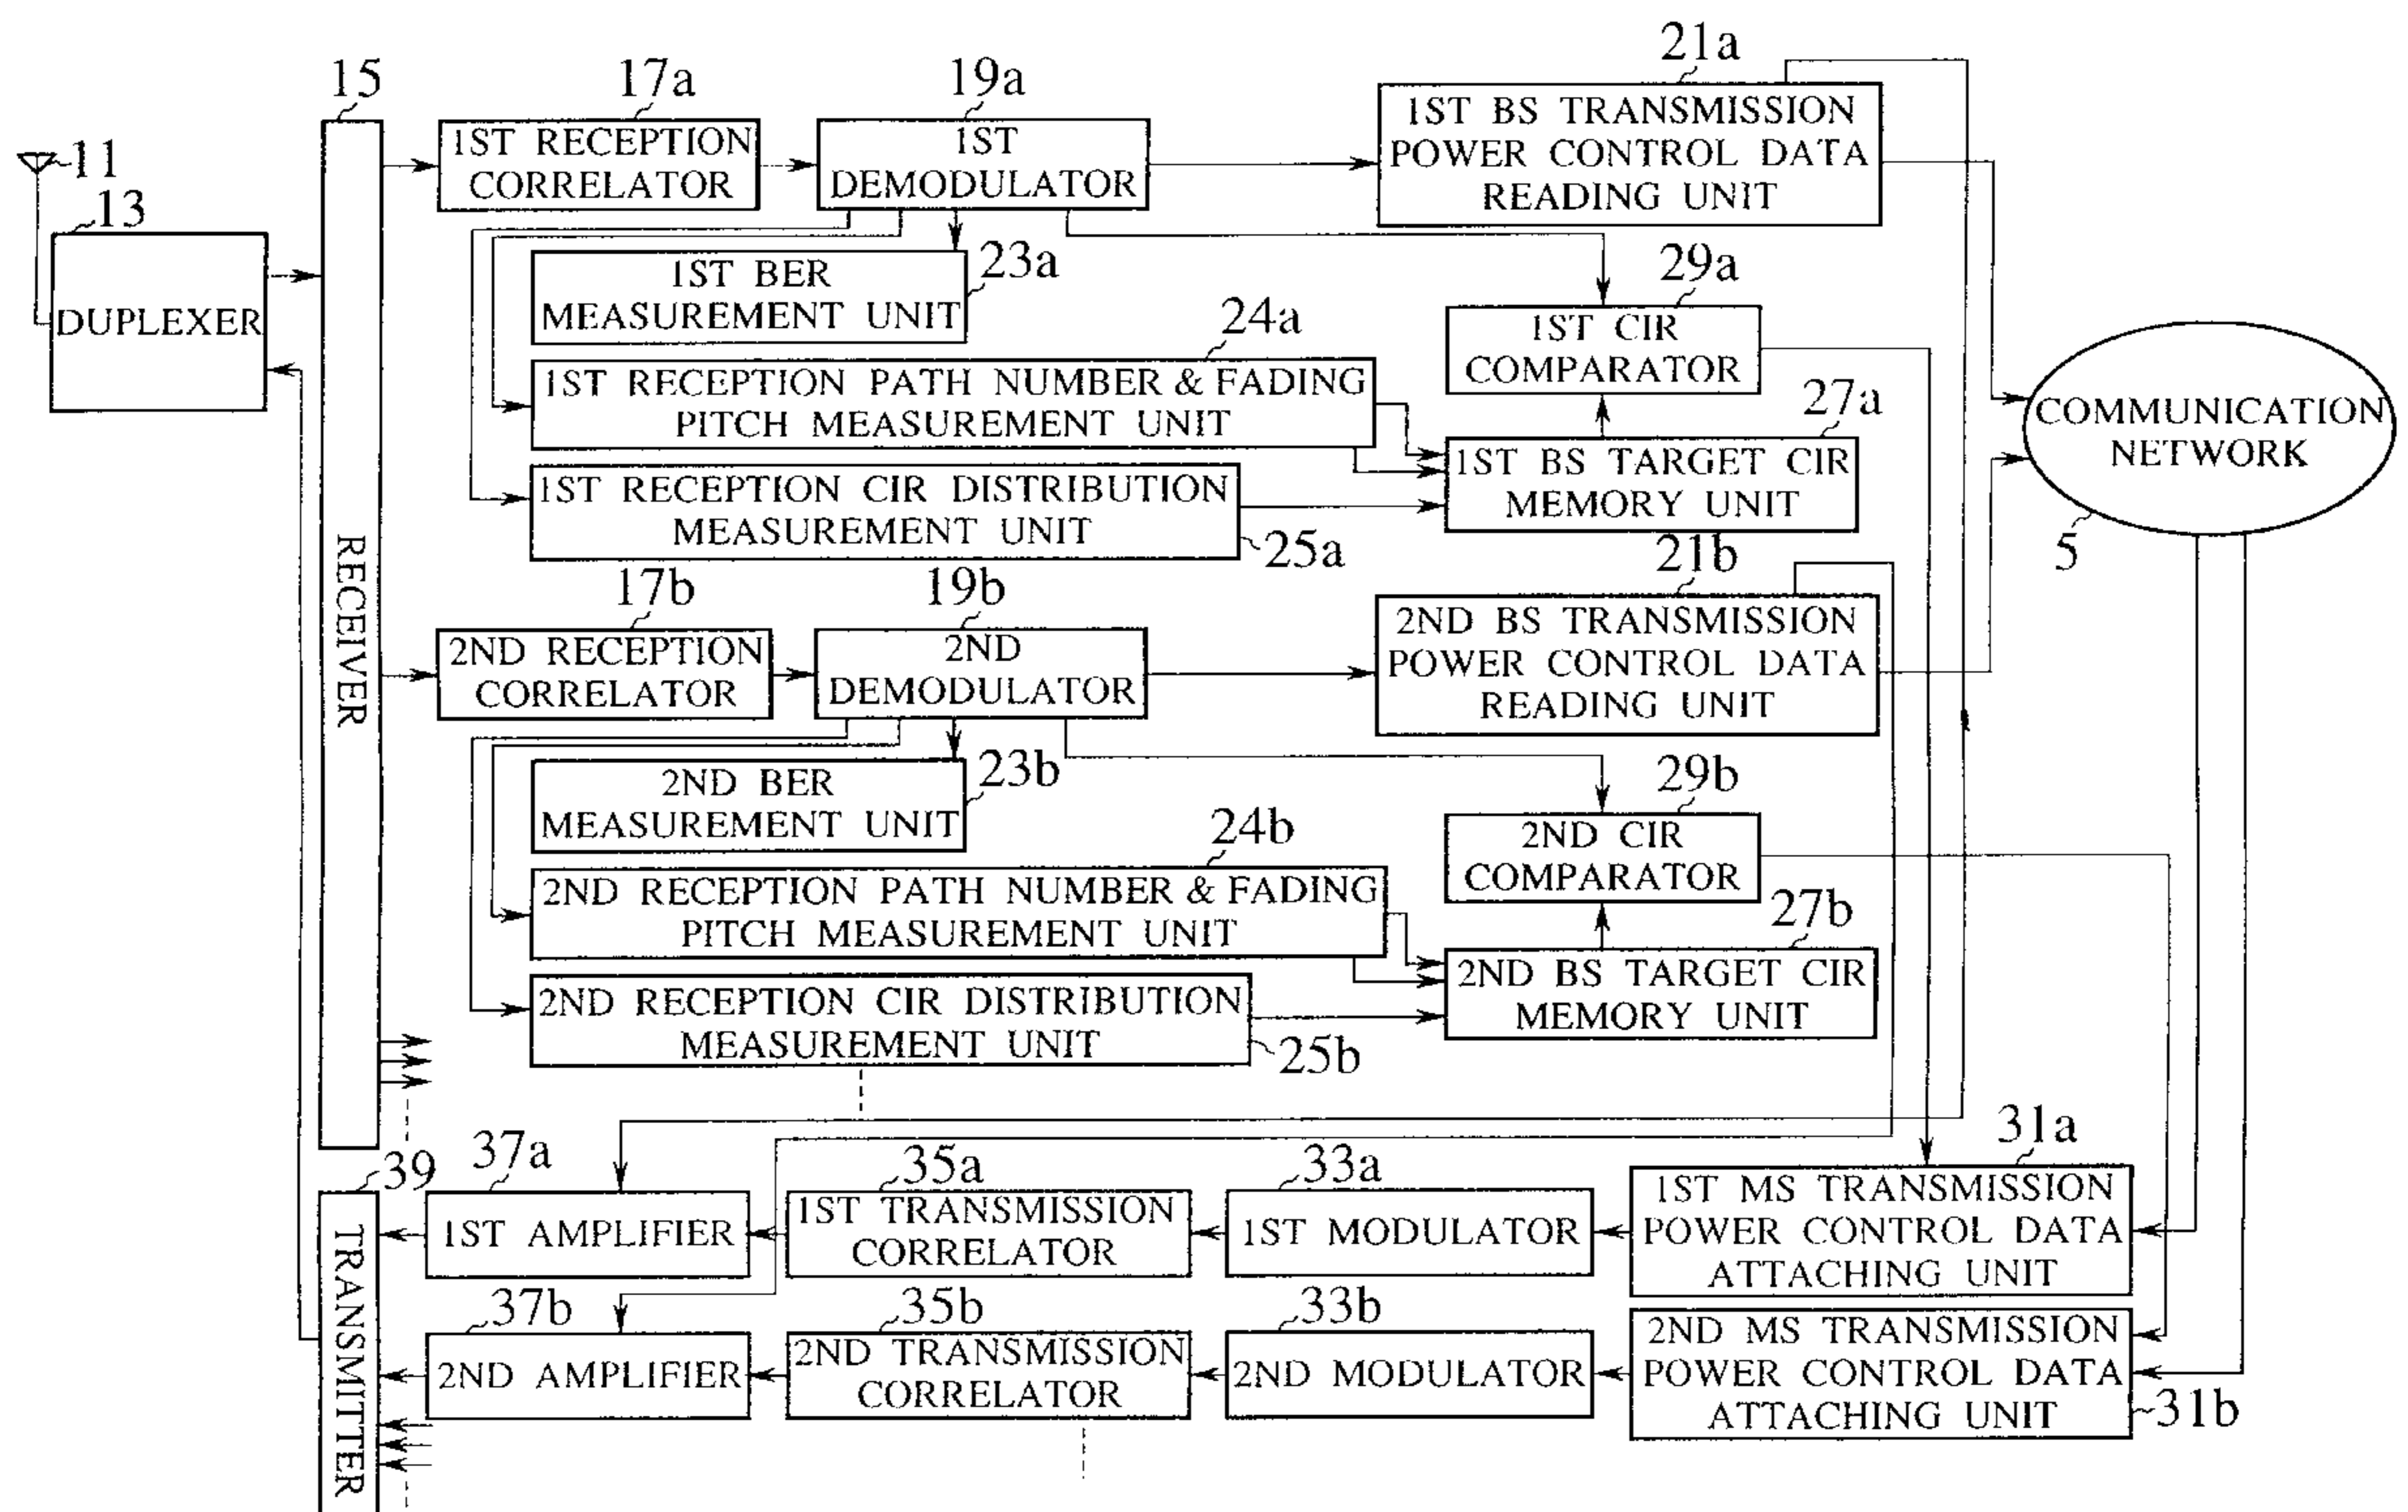 11
13
DUPLEXER
15
RECEIVER
17a
1ST RECEPTION
CORRELATOR
19a
1ST
DEMODULATOR
21a
1ST BS TRANSMISSION
POWER CONTROL DATA
READING UNIT
1ST BER
MEASUREMENT UNIT
23a
24a
1ST RECEPTION PATH NUMBER & FADING
PITCH MEASUREMENT UNIT
1ST RECEPTION CIR DISTRIBUTION
MEASUREMENT UNIT
25a
29a
1ST CIR
COMPARATOR
27a
1ST BS TARGET CIR
MEMORY UNIT
COMMUNICATION
NETWORK
5
17b
2ND RECEPTION
CORRELATOR
19b
2ND
DEMODULATOR
21b
2ND BS TRANSMISSION
POWER CONTROL DATA
READING UNIT
2ND BER
MEASUREMENT UNIT
23b
24b
2ND RECEPTION PATH NUMBER & FADING
PITCH MEASUREMENT UNIT
2ND RECEPTION CIR DISTRIBUTION
MEASUREMENT UNIT
25b
29b
2ND CIR
COMPARATOR
27b
2ND BS TARGET CIR
MEMORY UNIT
39
TRANSMITTER
37a
1ST AMPLIFIER
35a
1ST TRANSMISSION
CORRELATOR
33a
1ST MODULATOR
31a
1ST MS TRANSMISSION
POWER CONTROL DATA
ATTACHING UNIT
37b
2ND AMPLIFIER
35b
2ND TRANSMISSION
CORRELATOR
33b
2ND MODULATOR
2ND MS TRANSMISSION
POWER CONTROL DATA
ATTACHING UNIT
31b